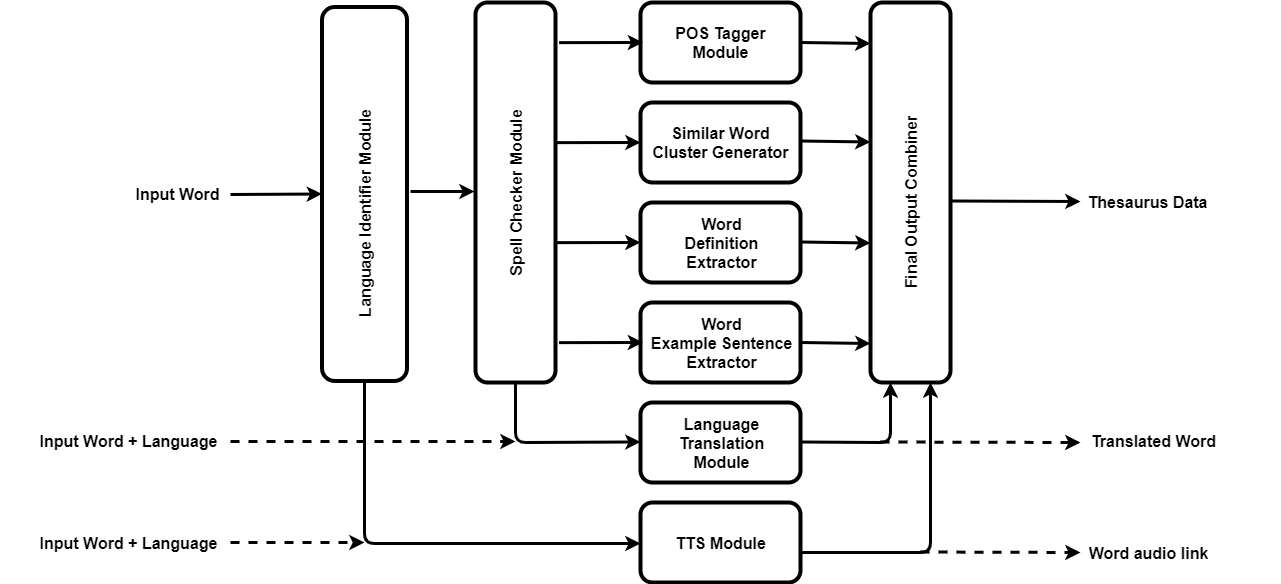 Input Word
Language Identifier Module
Spell Checker Module
POS Tagger
Module
Similar Word
Cluster Generator
Word
Definition
Extractor
Word
Example Sentence
Extractor
Final Output Combiner
Thesaurus Data
Input Word + Language
Language
Translation
Module
Translated Word
Input Word + Language
TTS Module
Word audio link